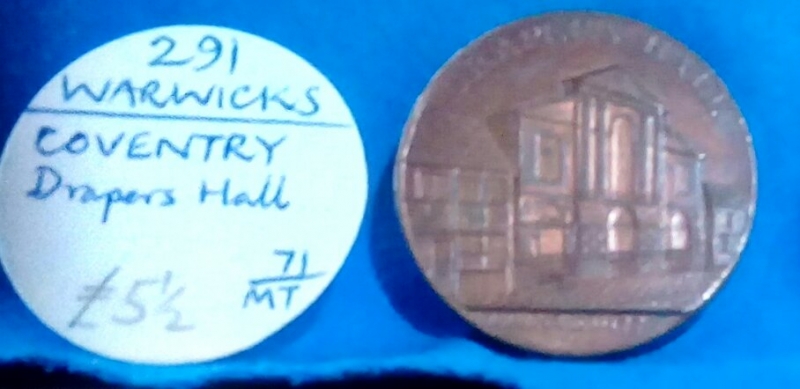 291
WARWICKS
COVENTRY
Drapers Hall
£5½
71
MT